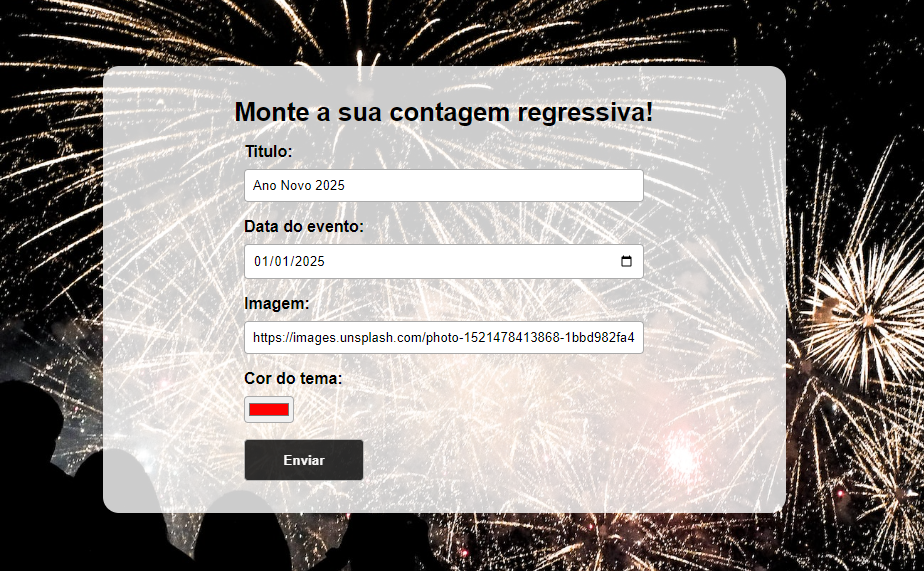 Monte a sua contagem regressiva!
Titulo:
Ano Novo 2025
Data do evento:
01/01/2025
Imagem:
https://images.unsplash.com/photo-1521478413868-1bbd982fa4
Cor do tema:
Enviar